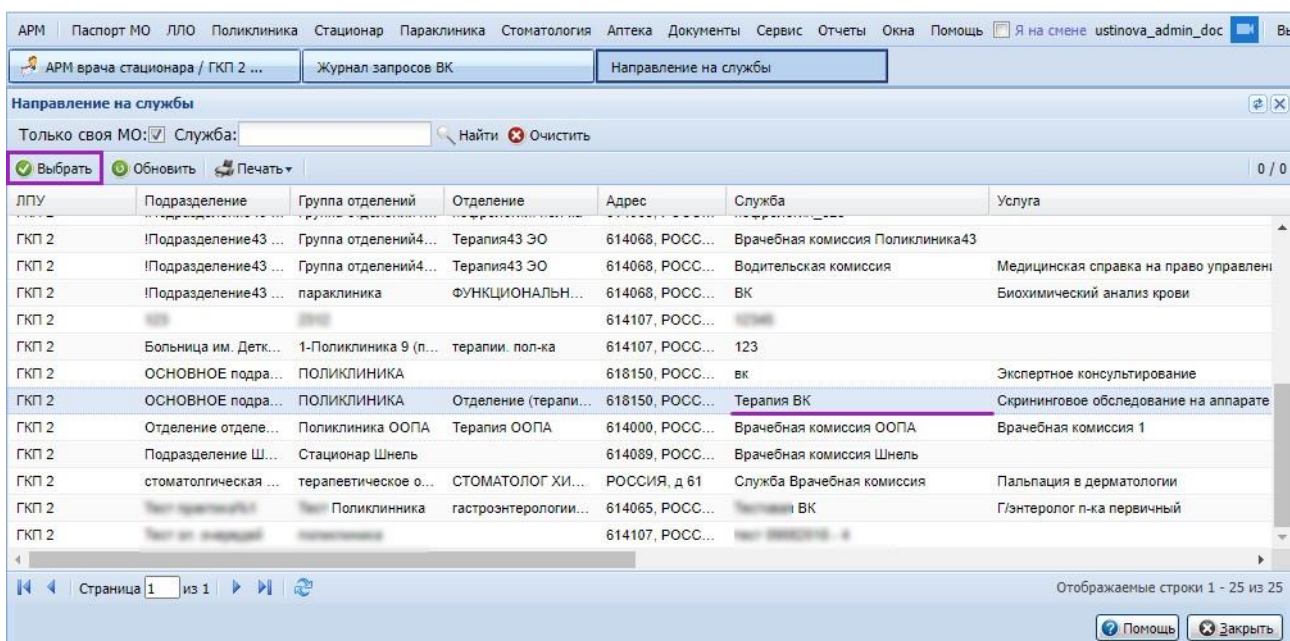 АРМ Паспорт МО ЛЛО Поликлиника Стационар Параклиника Стоматология Аптека Документы Сервис Отчеты Окна Помощь Я на смене ustinova_admin_doc Вы
АРМ врача стационара / ГКП 2 ... Журнал запросов ВК Направление на службы
Направление на службы
Только своя МО: Служба: Найти Очистить
Выбрать Обновить Печать 0 / 0
ЛПУ Подразделение Группа отделений Отделение Адрес Служба Услуга
ГКП 2 !Подразделение43 ... Группа отделений4... Терапия43 ЭО 614068, РОСС... Врачебная комиссия Поликлиника43
ГКП 2 !Подразделение43 ... Группа отделений4... Терапия43 ЭО 614068, РОСС... Водительская комиссия Медицинская справка на право управлени
ГКП 2 !Подразделение43 ... параклиника ФУНКЦИОНАЛЬН... 614068, РОСС... ВК Биохимический анализ крови
ГКП 2 614107, РОСС...
ГКП 2 Больница им. Детк... 1-Поликлиника 9 (п... терапии. пол-ка 614107, РОСС... 123
ГКП 2 ОСНОВНОЕ подра... ПОЛИКЛИНИКА 618150, РОСС... вк Экспертное консультирование
ГКП 2 ОСНОВНОЕ подра... ПОЛИКЛИНИКА Отделение (терапи... 618150, РОСС... Терапия ВК Скрининговое обследование на аппарате
ГКП 2 Отделение отделе... Поликлиника ООПА Терапия ООПА 614000, РОСС... Врачебная комиссия ООПА Врачебная комиссия 1
ГКП 2 Подразделение Ш... Стационар Шнель 614089, РОСС... Врачебная комиссия Шнель
ГКП 2 стоматолгическая ... терапевтическое о... СТОМАТОЛОГ ХИ... РОССИЯ, д 61 Служба Врачебная комиссия Пальпация в дерматологии
ГКП 2 Поликлинника гастроэнтерологии... 614065, РОСС... ВК Г/энтеролог п-ка первичный
ГКП 2 614107, РОСС...
Страница 1 из 1 Отображаемые строки 1 - 25 из 25
Помощь Закрыть